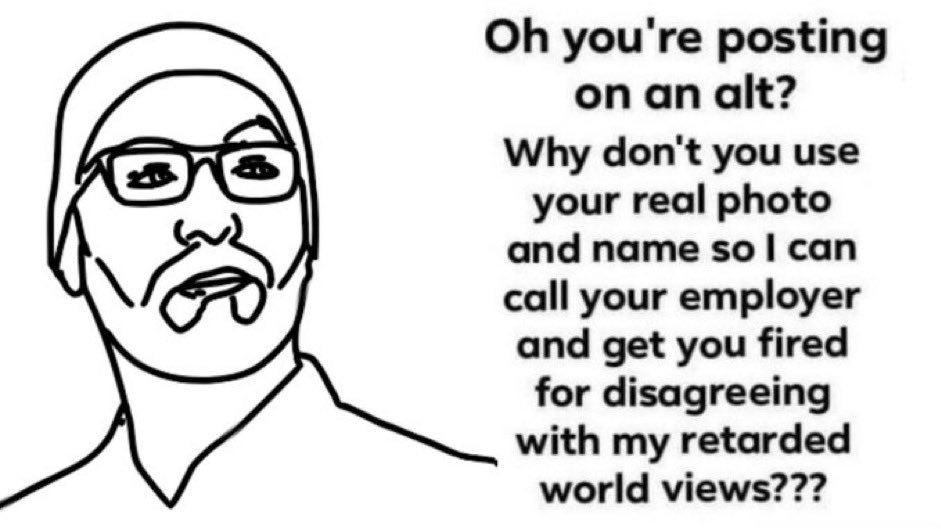 Oh you're posting
on an alt?
Why don't you use
your real photo
and name so I can
call your employer
and get you fired
for disagreeing
with my retarded
world views???